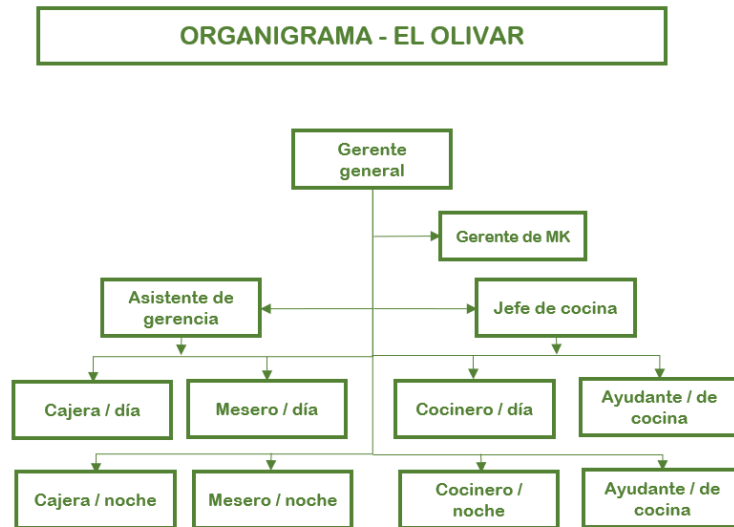 ORGANIGRAMA - EL OLIVAR
Gerente
general
Gerente de MK
Asistente de
gerencia
Jefe de cocina
Cajera / día
Mesero / día
Cocinero / día
Ayudante / de
cocina
Cajera / noche
Mesero / noche
Cocinero /
noche
Ayudante / de
cocina